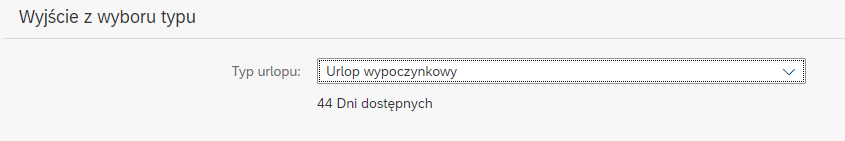 Wyjście z wyboru typu
Typ urlopu: Urlop wypoczynkowy
44 Dni dostępnych